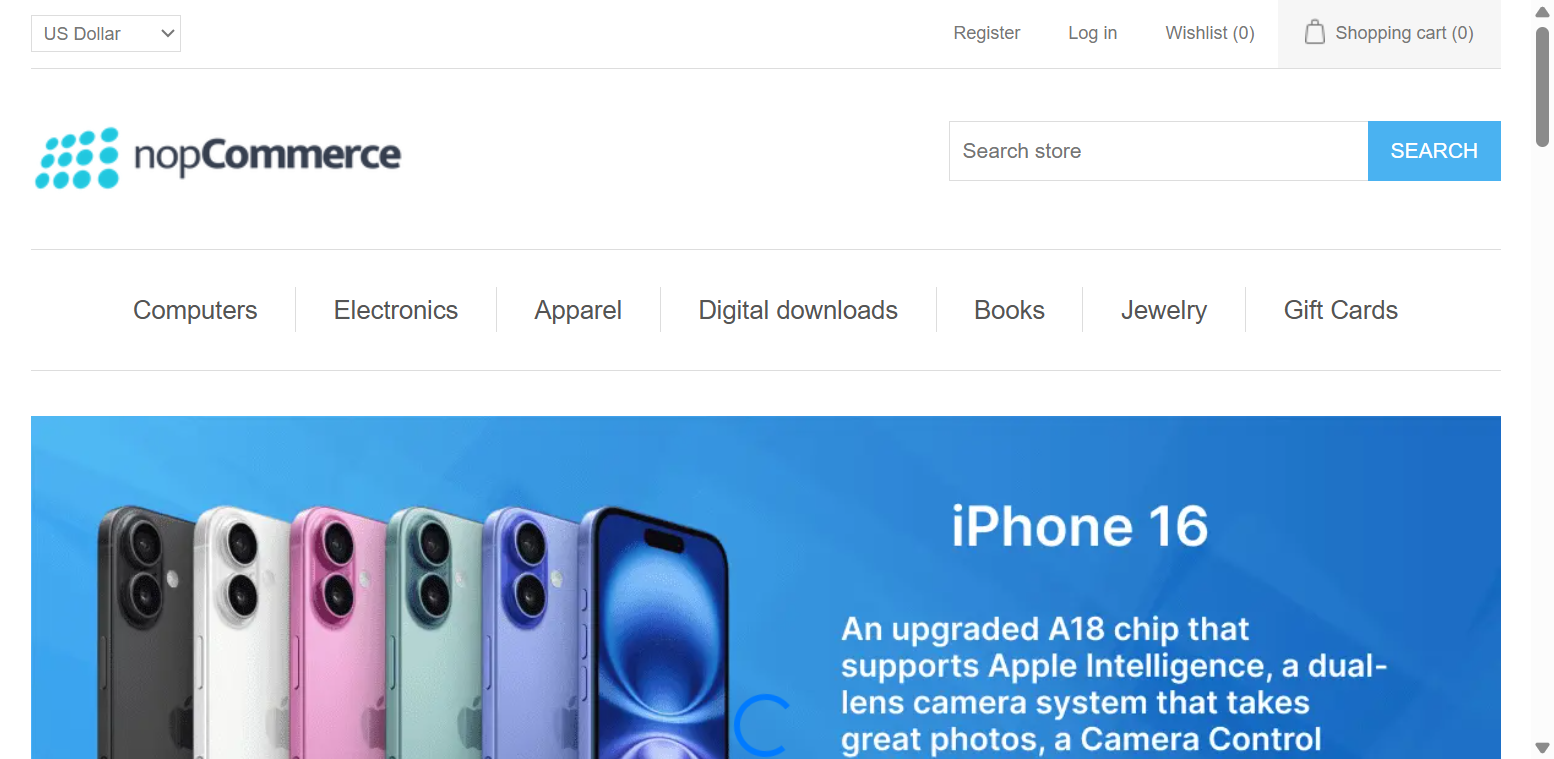 US Dollar
Register Log in Wishlist (0) Shopping cart (0)
nopCommerce
Search store
SEARCH
Computers Electronics Apparel Digital downloads Books Jewelry Gift Cards
iPhone 16
An upgraded A18 chip that
supports Apple Intelligence, a dual-
lens camera system that takes
great photos, a Camera Control